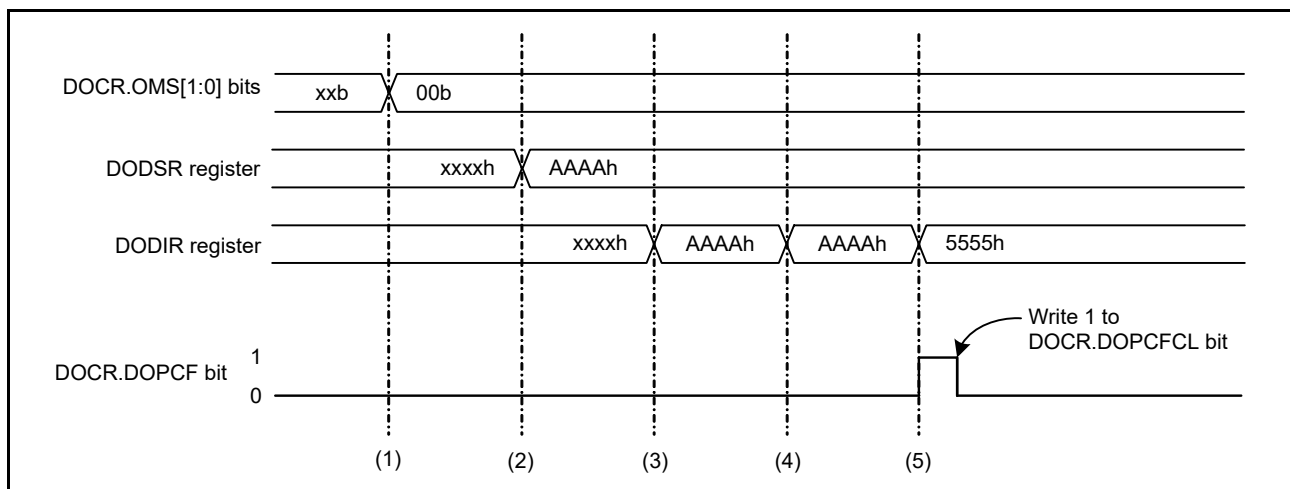 DOCR.OMS[1:0] bits
xxb
00b
DODSR register
xxxxh
AAAAh
DODIR register
xxxxh
AAAAh
AAAAh
5555h
Write 1 to
DOCR.DOPCFCL bit
1
DOCR.DOPCF bit
0
(1)
(2)
(3)
(4)
(5)